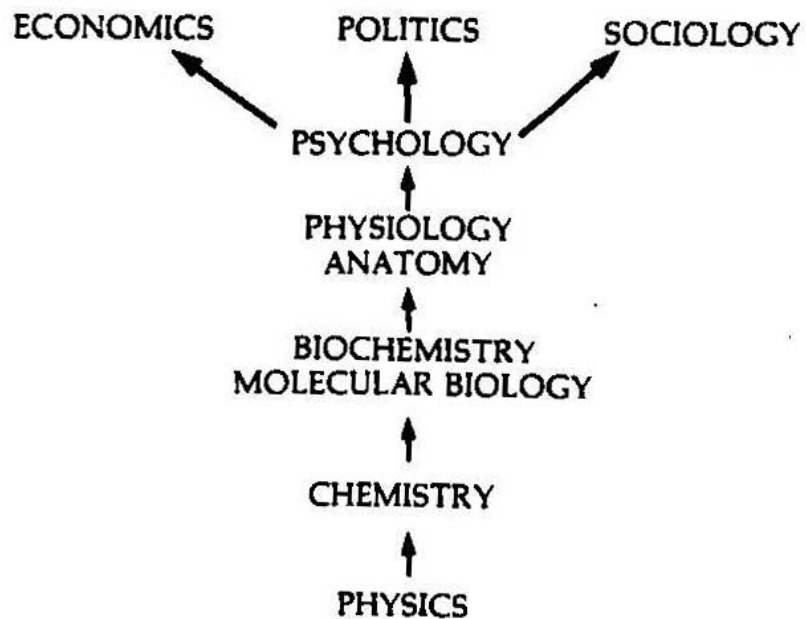 ECONOMICS
POLITICS
SOCIOLOGY
PSYCHOLOGY
PHYSIOLOGY
ANATOMY
BIOCHEMISTRY
MOLECULAR BIOLOGY
CHEMISTRY
PHYSICS